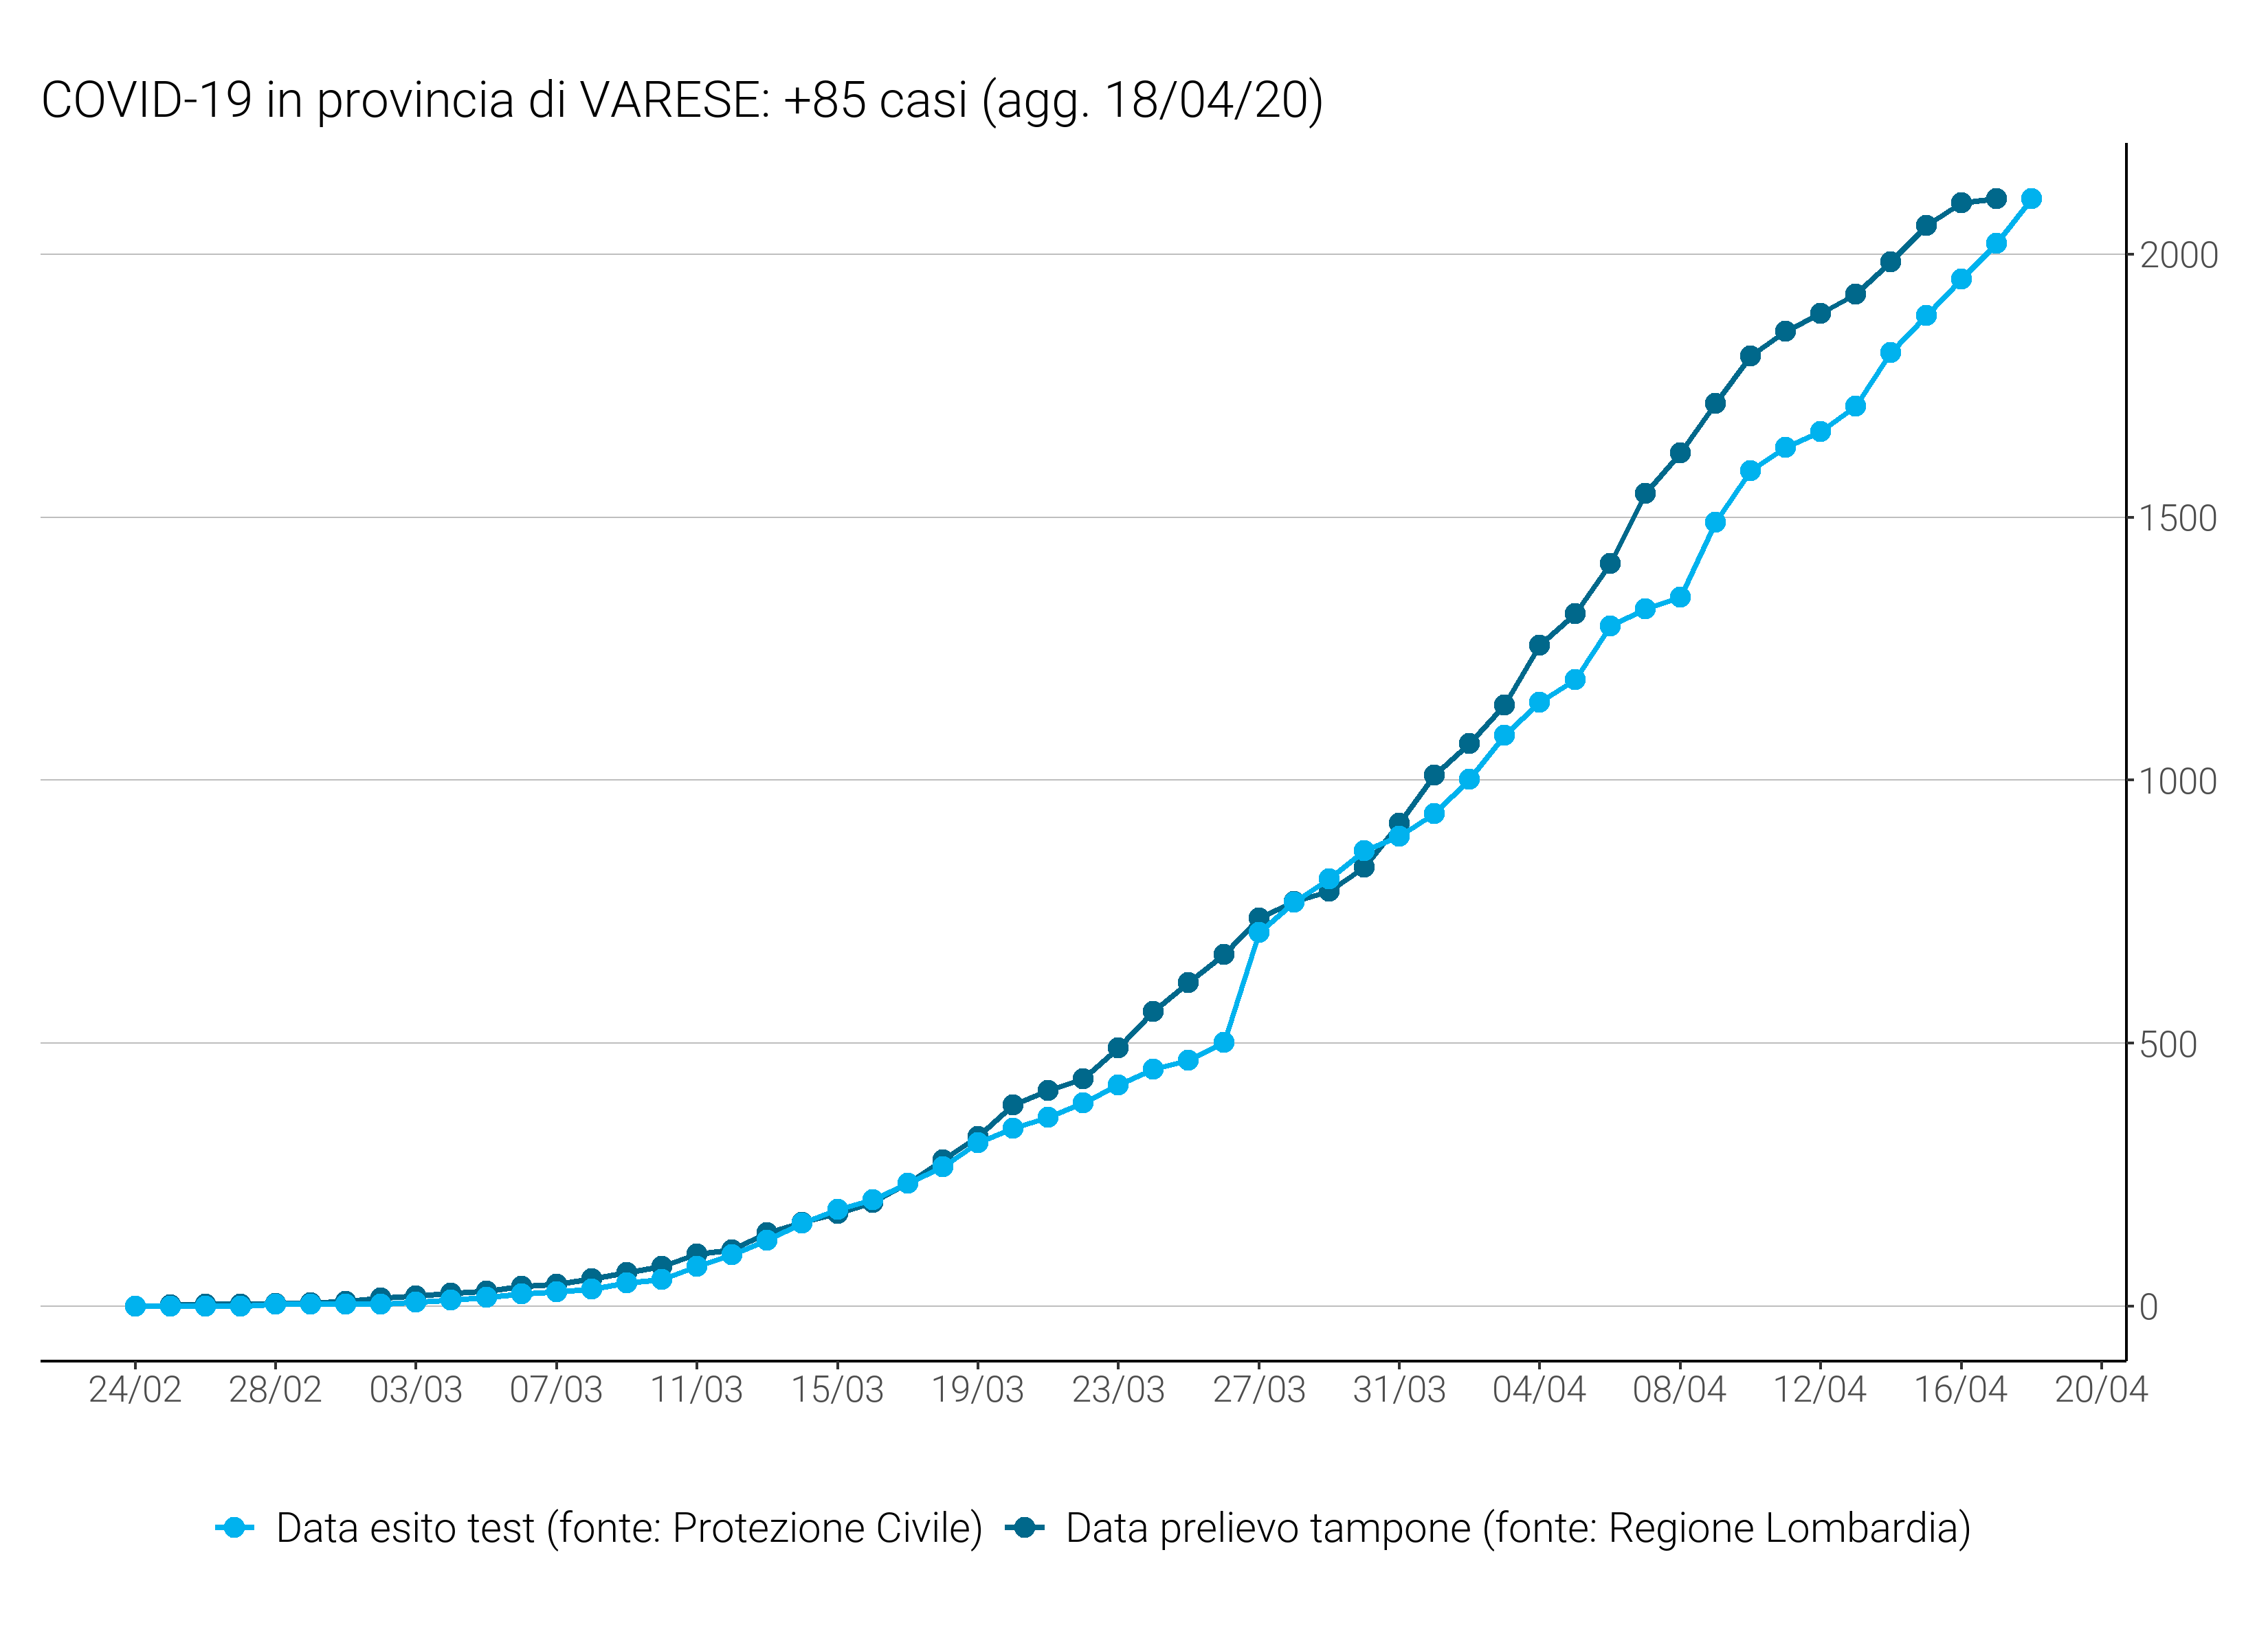 COVID-19 in provincia di VARESE: +85 casi (agg. 18/04/20)
2000
1500
1000
500
0
24/02 28/02 03/03 07/03 11/03 15/03 19/03 23/03 27/03 31/03 04/04 08/04 12/04 16/04 20/04
Data esito test (fonte: Protezione Civile) Data prelievo tampone (fonte: Regione Lombardia)